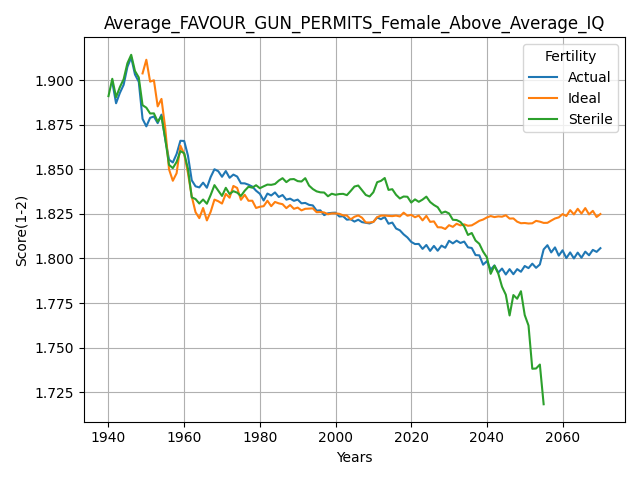 Average_FAVOUR_GUN_PERMITS_Female_Above_Average_IQ
Fertility
Actual
Ideal
Sterile
Score(1-2)
1.900
1.875
1.850
1.825
1.800
1.775
1.750
1.725
1940 1960 1980 2000 2020 2040 2060
Years